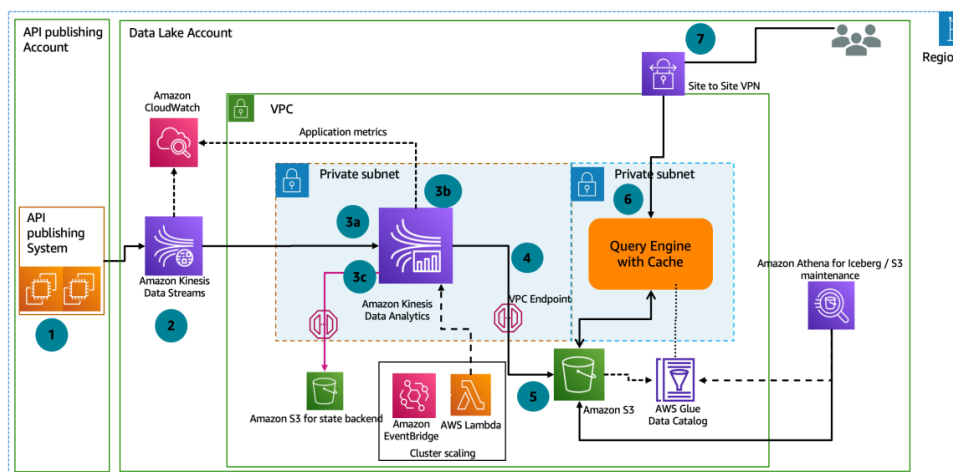 API publishing
Account
Data Lake Account
7
Regio
Site to Site VPN
Amazon
CloudWatch
VPC
Application metrics
Private subnet
Private subnet
3b
6
3a
API
publishing
System
Query Engine
with Cache
4
3c
Amazon Athena for Iceberg / S3
maintenance
Amazon Kinesis
Data Streams
Amazon Kinesis
Data Analytics
VPC Endpoint
1
2
5
Amazon S3 for state backend
Amazon
EventBridge
AWS Lambda
Cluster scaling
Amazon S3
AWS Glue
Data Catalog